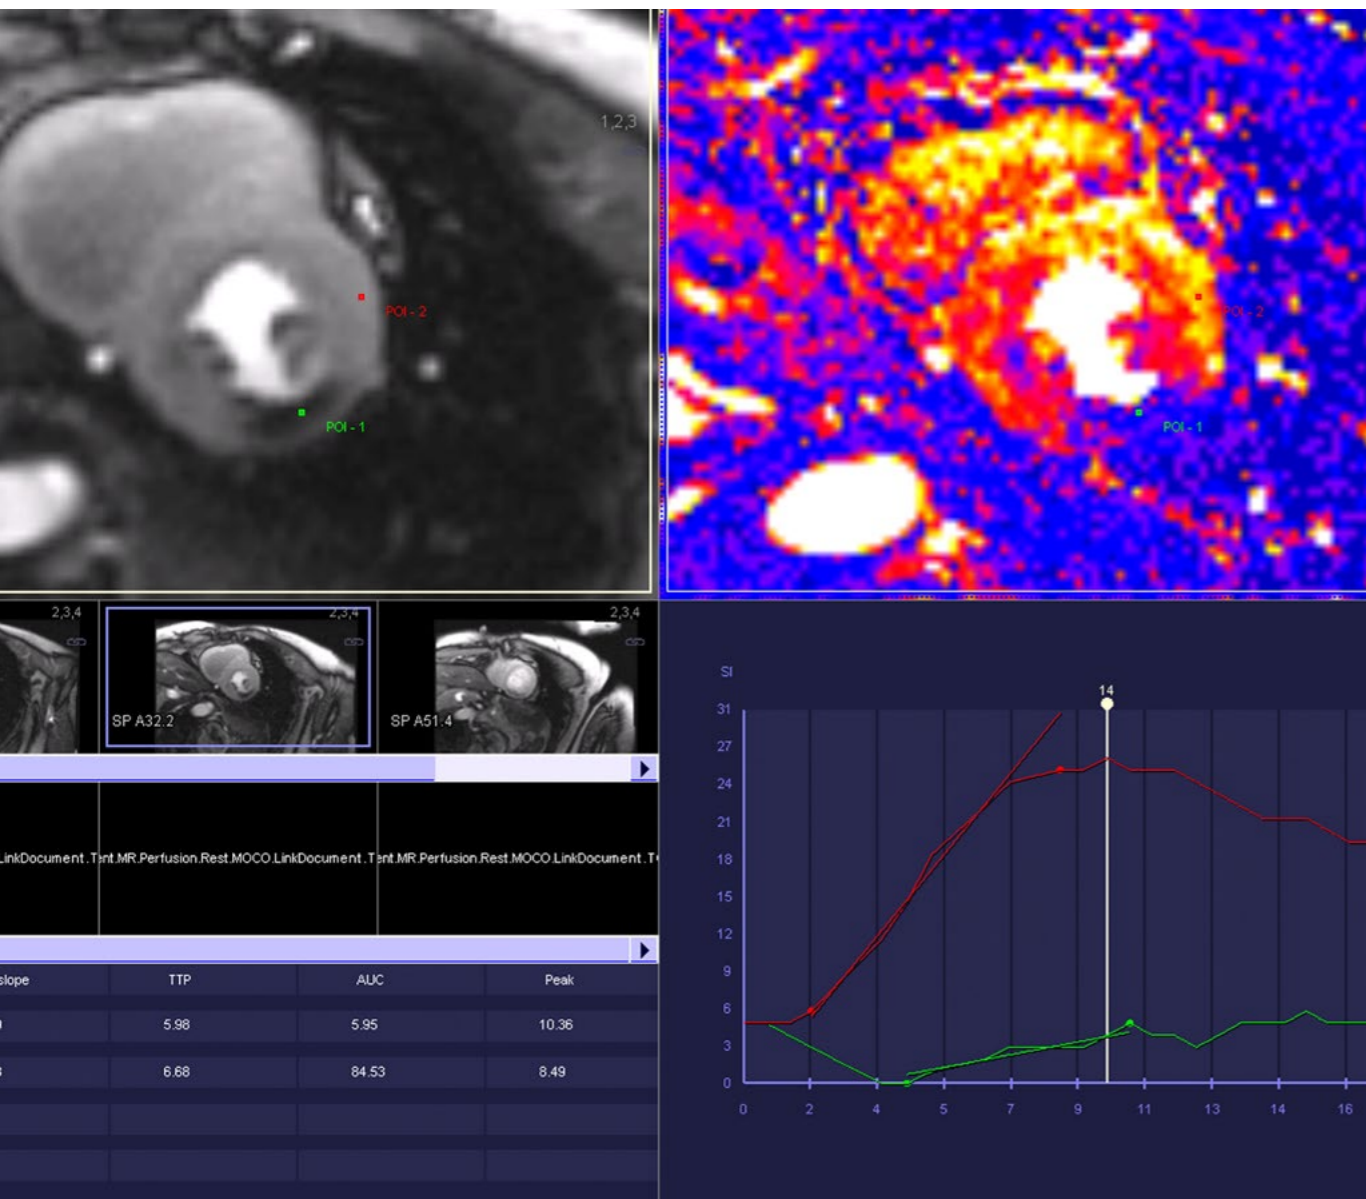 1,2,3
POI - 2
POI - 2
POI - 1
POI - 1
2,3,4
2,3,4
2,3,4
SP A32.2
SP A51.4
LinkDocument.T
ent.MR.Perfusion.Rest.MOCO.LinkDocument.T
ent.MR.Perfusion.Rest.MOCO.LinkDocument.T
slope TTP AUC Peak
5.98 5.95 10.36
6.68 84.53 8.49
SI
14
31
27
24
21
18
15
12
9
6
3
0
0 2 4 5 7 9 11 13 14 16